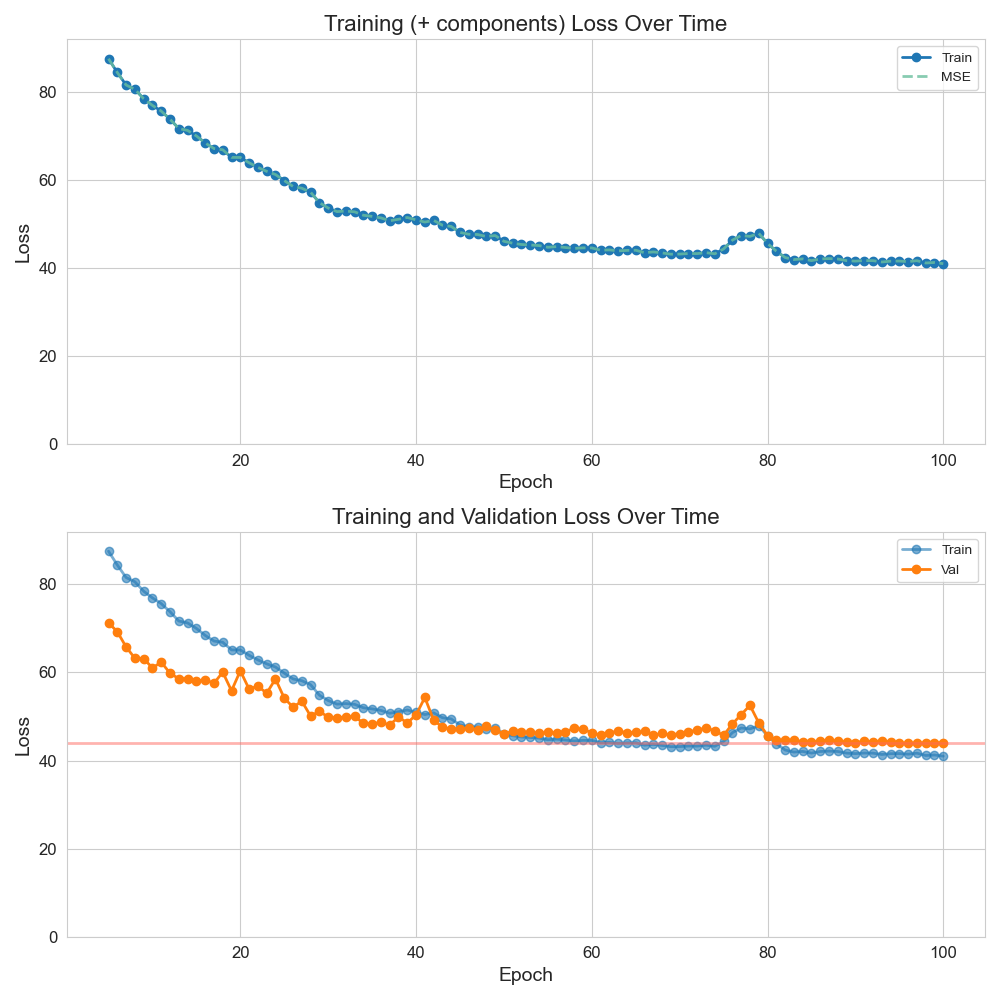 Training (+ components) Loss Over Time
Train
MSE
Loss
80
60
40
20
0
20 40 60 80 100
Epoch
Training and Validation Loss Over Time
Train
Val
Loss
80
60
40
20
0
20 40 60 80 100
Epoch